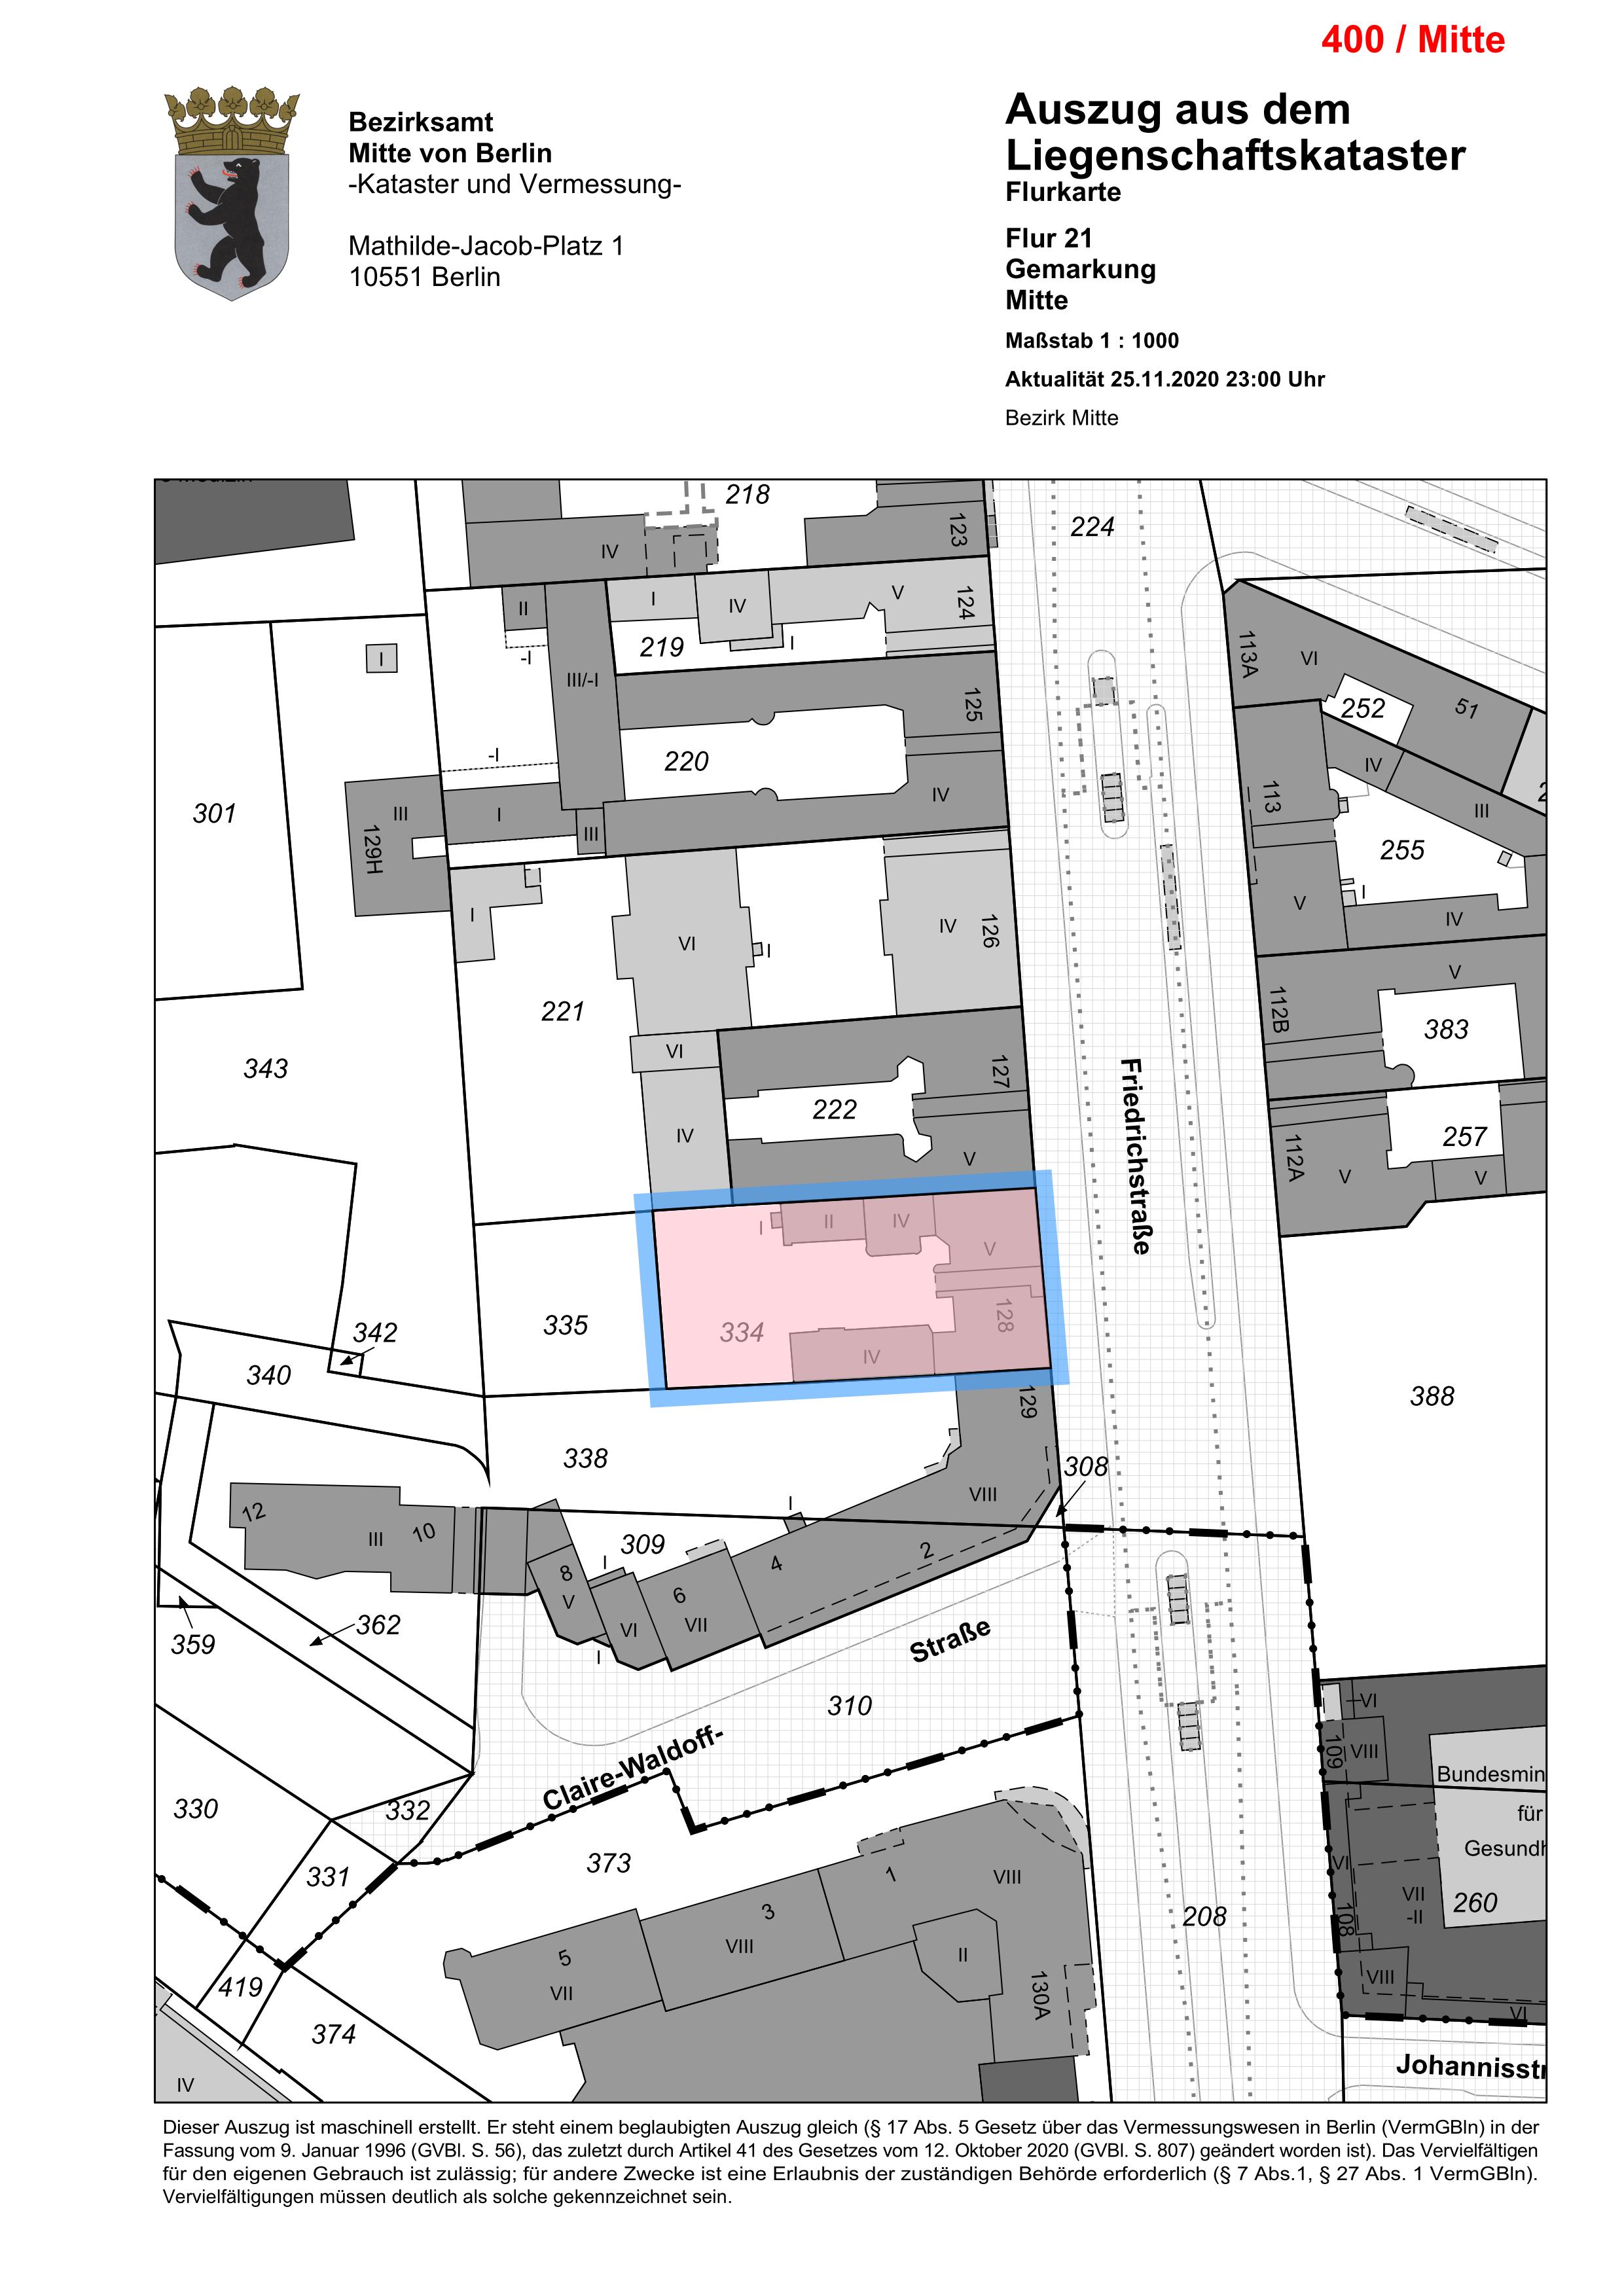 400 / Mitte
Bezirksamt
Mitte von Berlin
-Kataster und Vermessung-
Mathilde-Jacob-Platz 1
10551 Berlin
Auszug aus dem
Liegenschaftskataster
Flurkarte
Flur 21
Gemarkung
Mitte
Maßstab 1 : 1000
Aktualität 25.11.2020 23:00 Uhr
Bezirk Mitte
218
123
224
IV
II
I
IV
V
124
I
219
I
-I
III/-I
113A
VI
252
51
125
220
-I
IV
IV
III
113
301
III
129H
I
III
255
I
V
IV
I
VI
I
IV
126
221
V
112B
383
343
VI
127
222
IV
V
257
112A
V
V
Friedrichstraße
I
II
IV
V
335
334
128
IV
342
340
129
388
338
308
VIII
12
III
10
309
I
I
8
V
VI
6
VII
4
2
I
359
362
Straße
310
Claire-Waldoff-
VI
109
VIII
Bundesmin
für
Gesundh
330
332
331
373
1
VIII
VI
VII
-II
260
108
208
3
VIII
5
VII
II
130A
VIII
VI
419
374
IV
Johannisstr
Dieser Auszug ist maschinell erstellt. Er steht einem beglaubigten Auszug gleich (§ 17 Abs. 5 Gesetz über das Vermessungswesen in Berlin (VermGBln) in der
Fassung vom 9. Januar 1996 (GVBl. S. 56), das zuletzt durch Artikel 41 des Gesetzes vom 12. Oktober 2020 (GVBl. S. 807) geändert worden ist). Das Vervielfältigen
für den eigenen Gebrauch ist zulässig; für andere Zwecke ist eine Erlaubnis der zuständigen Behörde erforderlich (§ 7 Abs.1, § 27 Abs. 1 VermGBln).
Vervielfältigungen müssen deutlich als solche gekennzeichnet sein.